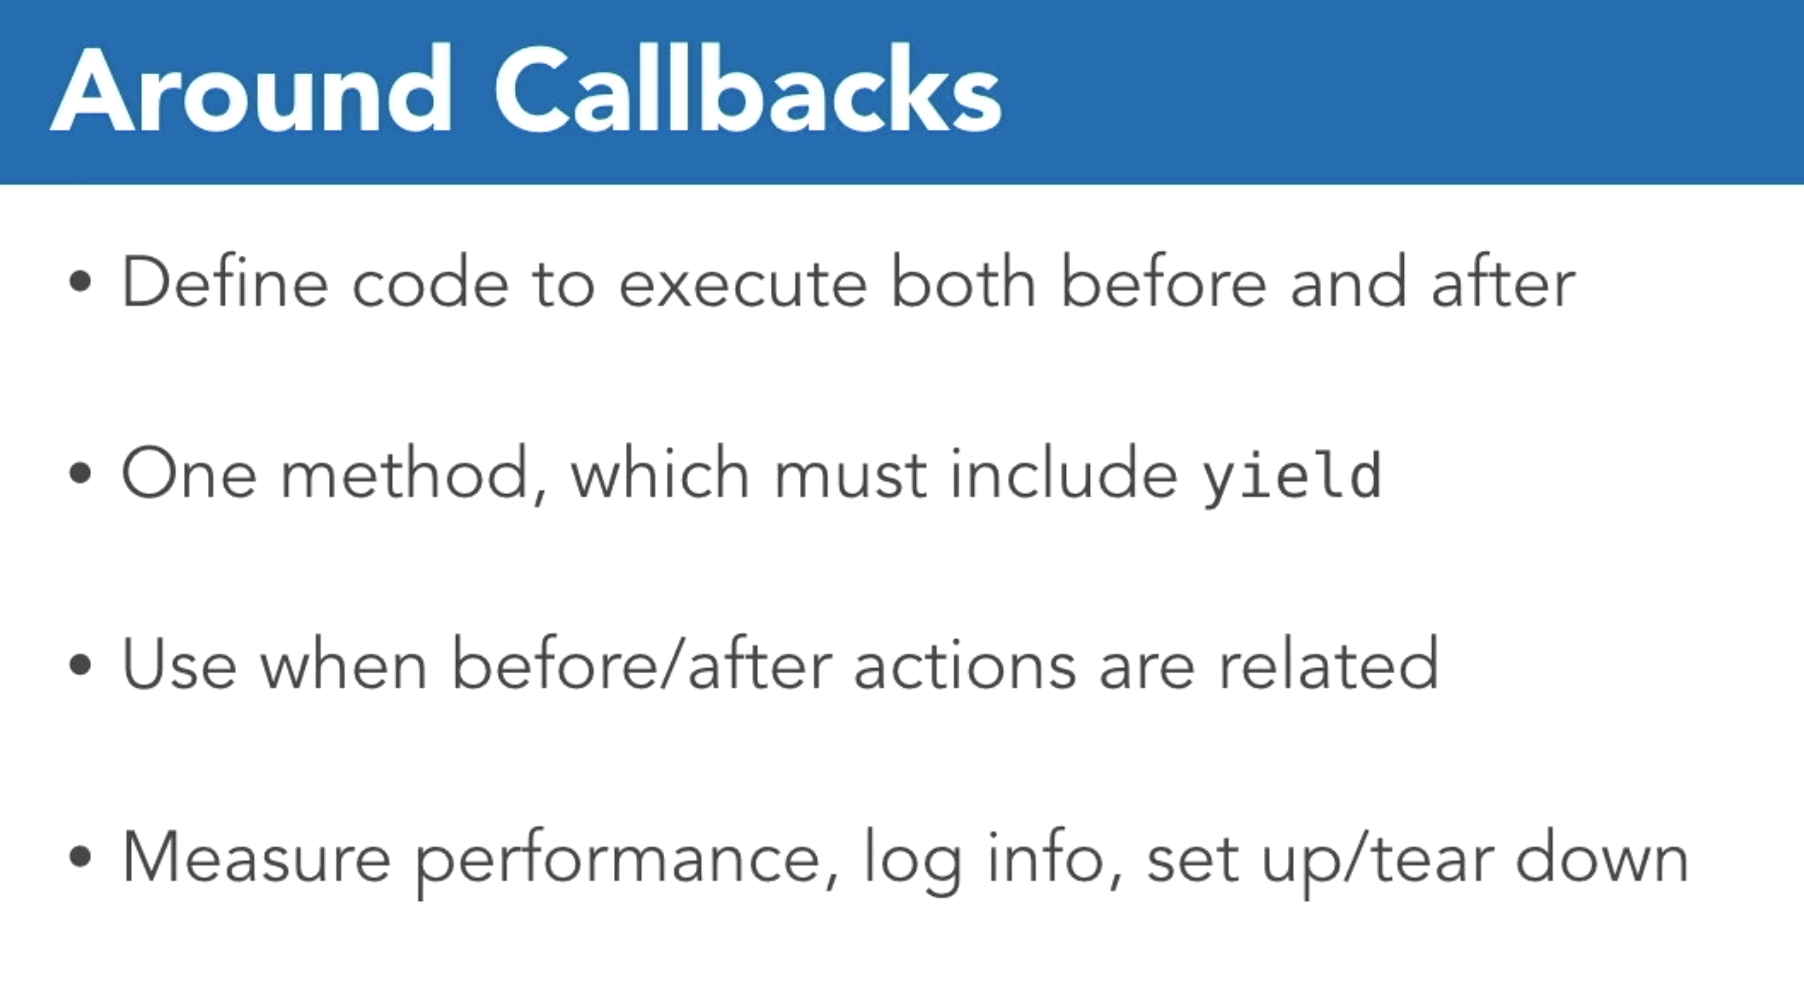 Around Callbacks
• Define code to execute both before and after
• One method, which must include yield
• Use when before/after actions are related
• Measure performance, log info, set up/tear down